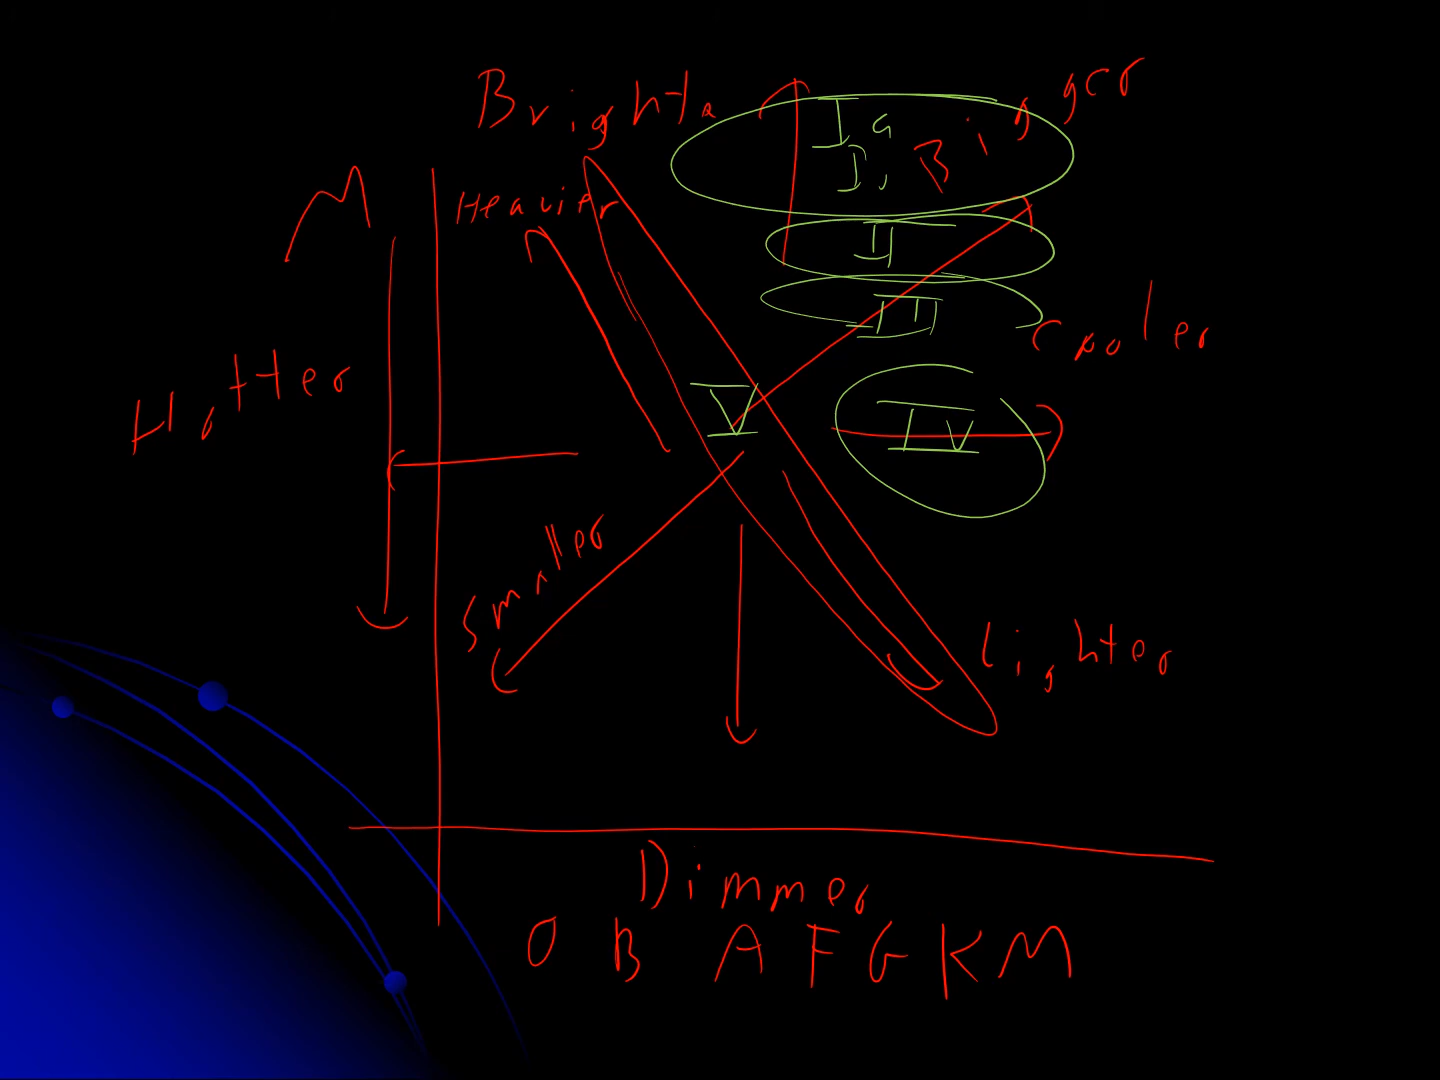 Brighter
Bigger
Ia
Ib
M
Heavier
II
III
Cooler
Hotter
V
IV
Smaller
Lighter
Dimmer
O B A F G K M